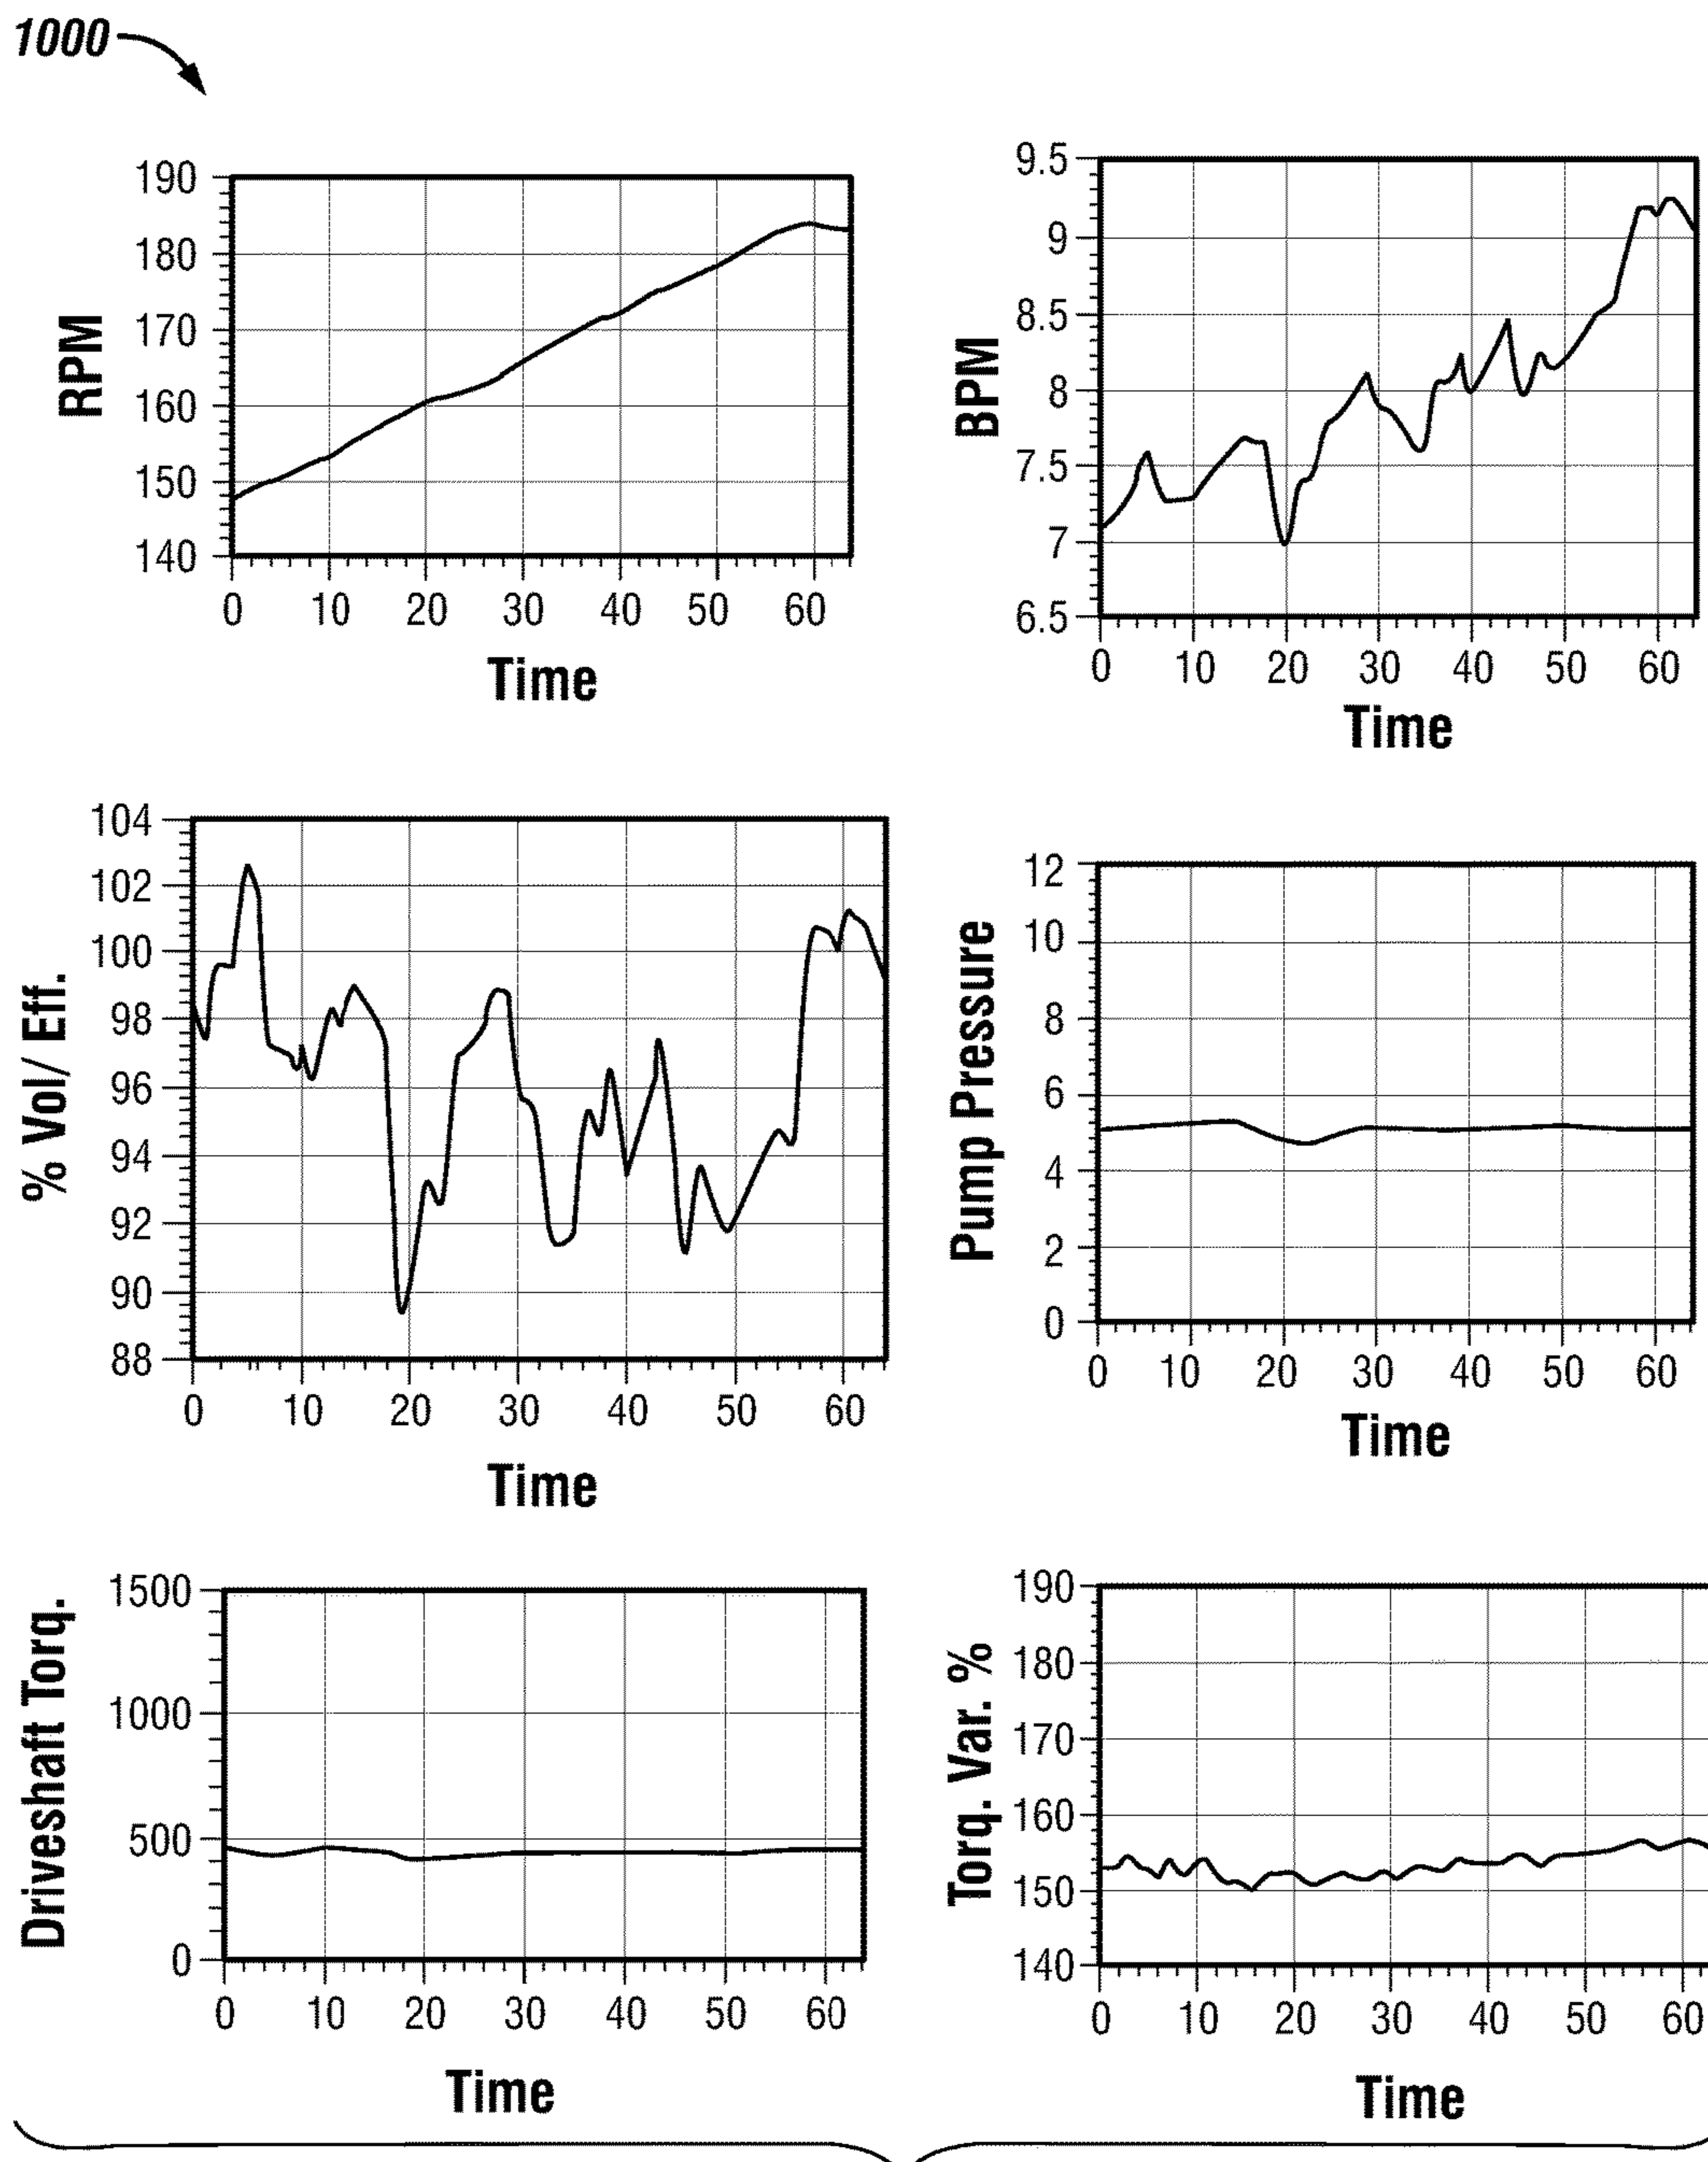 1000
190
180
170
160
150
140
RPM
0 10 20 30 40 50 60
Time
9.5
9
8.5
8
7.5
7
6.5
BPM
0 10 20 30 40 50 60
Time
104
102
100
98
96
94
92
90
88
% Vol/ Eff.
0 10 20 30 40 50 60
Time
12
10
8
6
4
2
0
Pump Pressure
0 10 20 30 40 50 60
Time
1500
1000
500
0
Driveshaft Torq.
0 10 20 30 40 50 60
Time
190
180
170
160
150
140
Torq. Var. %
0 10 20 30 40 50 60
Time